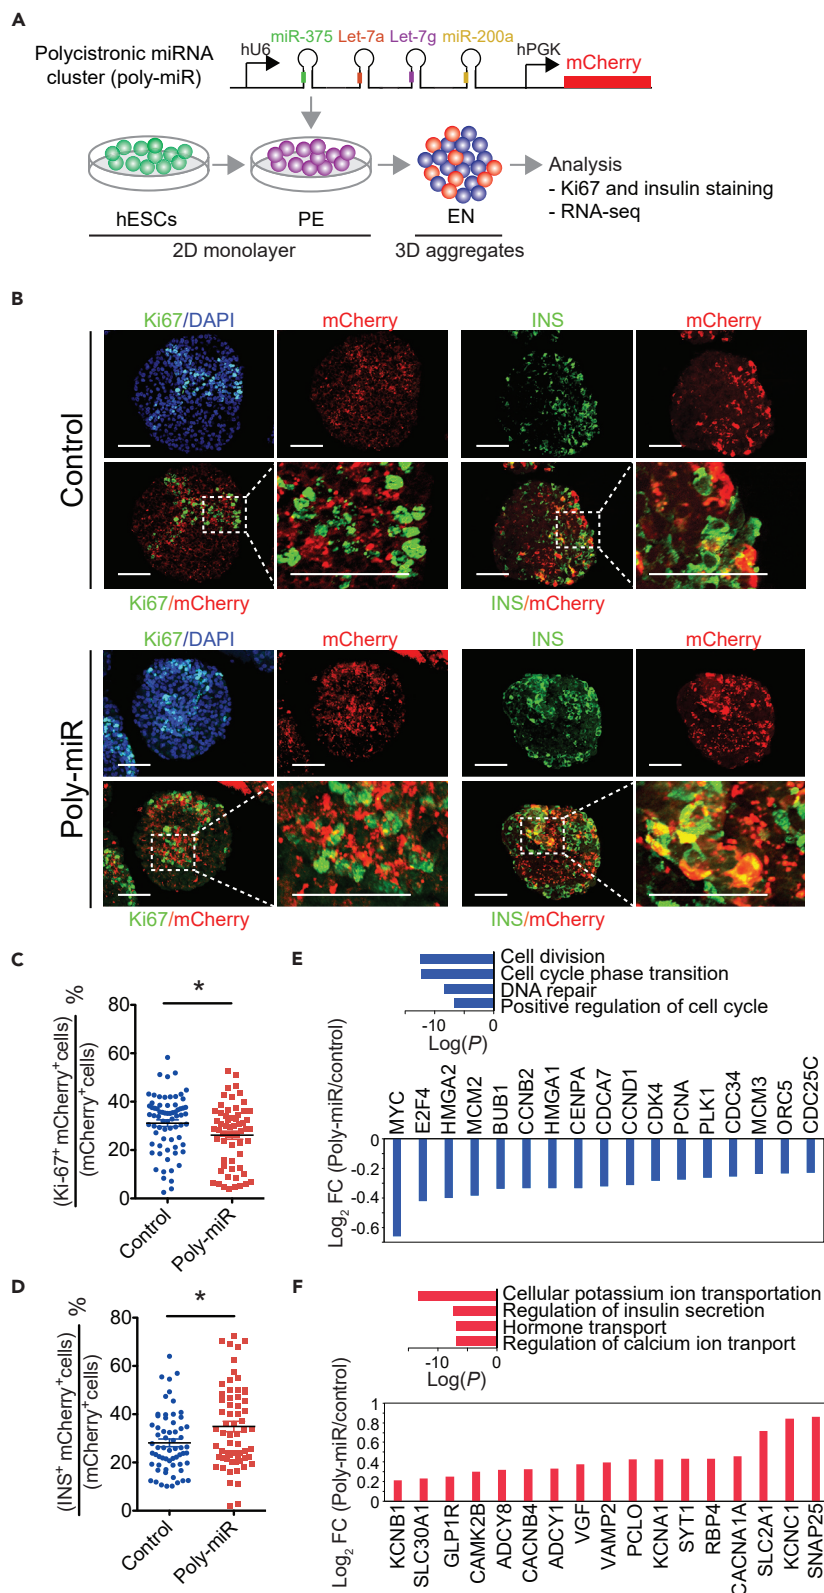 A
Polycistronic miRNA
cluster (poly-miR)
hU6
miR-375 Let-7a Let-7g miR-200a
hPGK
mCherry
hESCs
PE
EN
2D monolayer
3D aggregates
Analysis
- Ki67 and insulin staining
- RNA-seq
B
Control
Ki67/DAPI
mCherry
INS
mCherry
Ki67/mCherry
INS/mCherry
Poly-miR
Ki67/DAPI
mCherry
INS
mCherry
Ki67/mCherry
INS/mCherry
C
(Ki-67+ mCherry+cells)
(mCherry+cells)
%
80
60
40
20
0
*
Control
Poly-miR
D
(INS+ mCherry+cells)
(mCherry+cells)
%
80
60
40
20
0
*
Control
Poly-miR
E
Cell division
Cell cycle phase transition
DNA repair
Positive regulation of cell cycle
-10
0
Log(P)
Log2 FC (Poly-miR/control)
MYC
E2F4
HMGA2
MCM2
BUB1
CCNB2
HMGA1
CENPA
CDCA7
CCND1
CDK4
PCNA
PLK1
CDC34
MCM3
ORC5
CDC25C
0
-0.2
-0.4
-0.6
F
Cellular potassium ion transportation
Regulation of insulin secretion
Hormone transport
Regulation of calcium ion tranport
-10
0
Log(P)
Log2 FC (Poly-miR/control)
1
0.8
0.6
0.4
0.2
0
KCNB1
SLC30A1
GLP1R
CAMK2B
ADCY8
CACNB4
ADCY1
VGF
VAMP2
PCLO
KCNA1
SYT1
RBP4
CACNA1A
SLC2A1
KCNC1
SNAP25